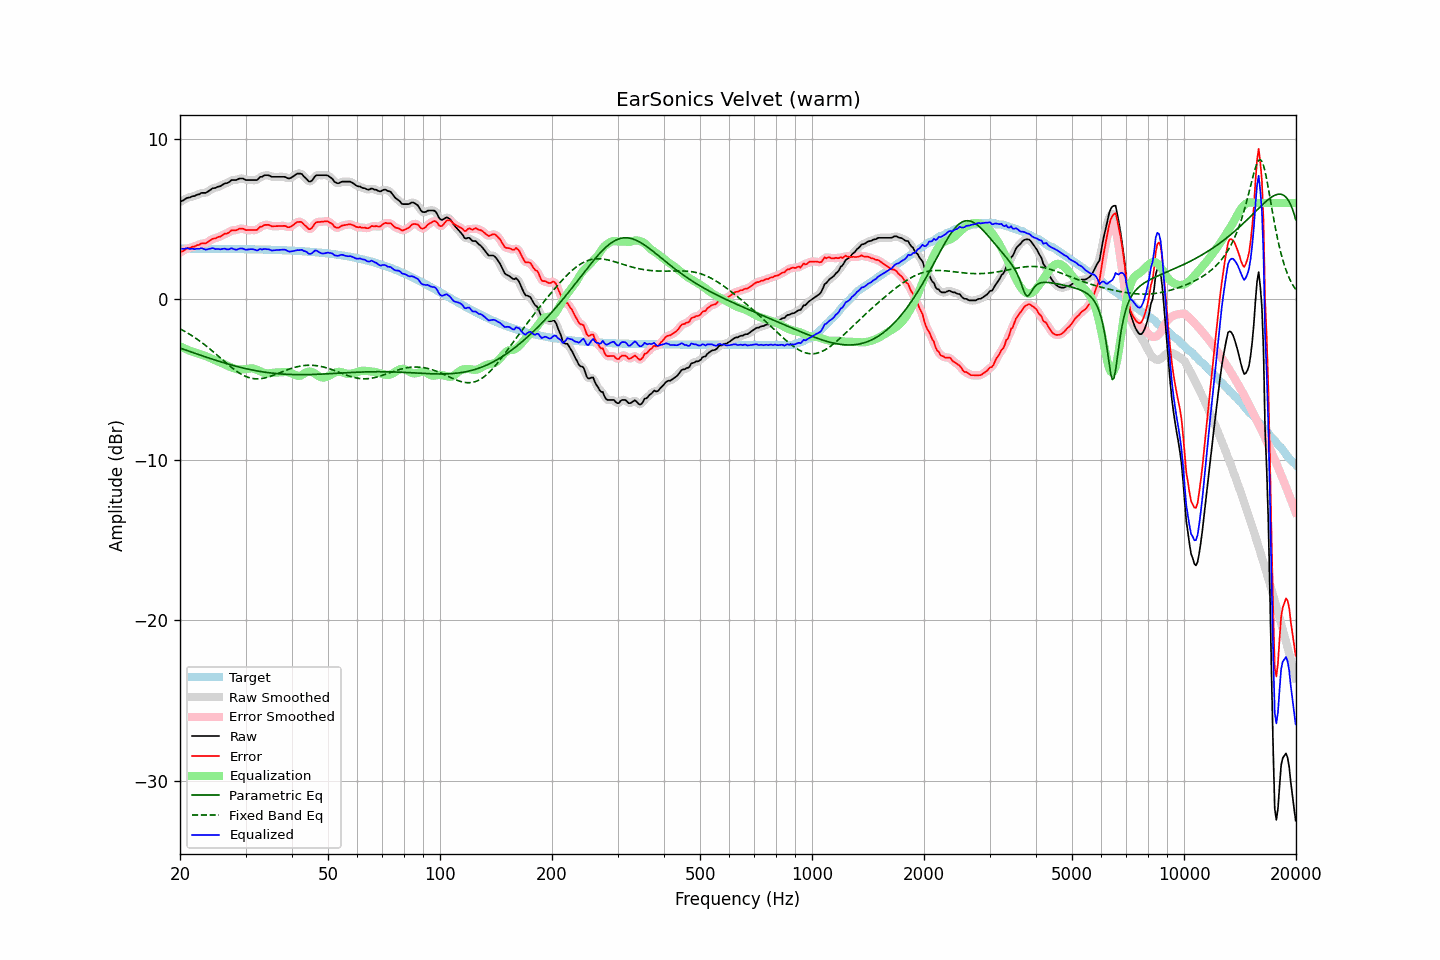 EarSonics Velvet (warm)
10
0
−10
−20
−30
Amplitude (dBr)
Target
Raw Smoothed
Error Smoothed
Raw
Error
Equalization
Parametric Eq
Fixed Band Eq
Equalized
20 50 100 200 500 1000 2000 5000 10000 20000
Frequency (Hz)